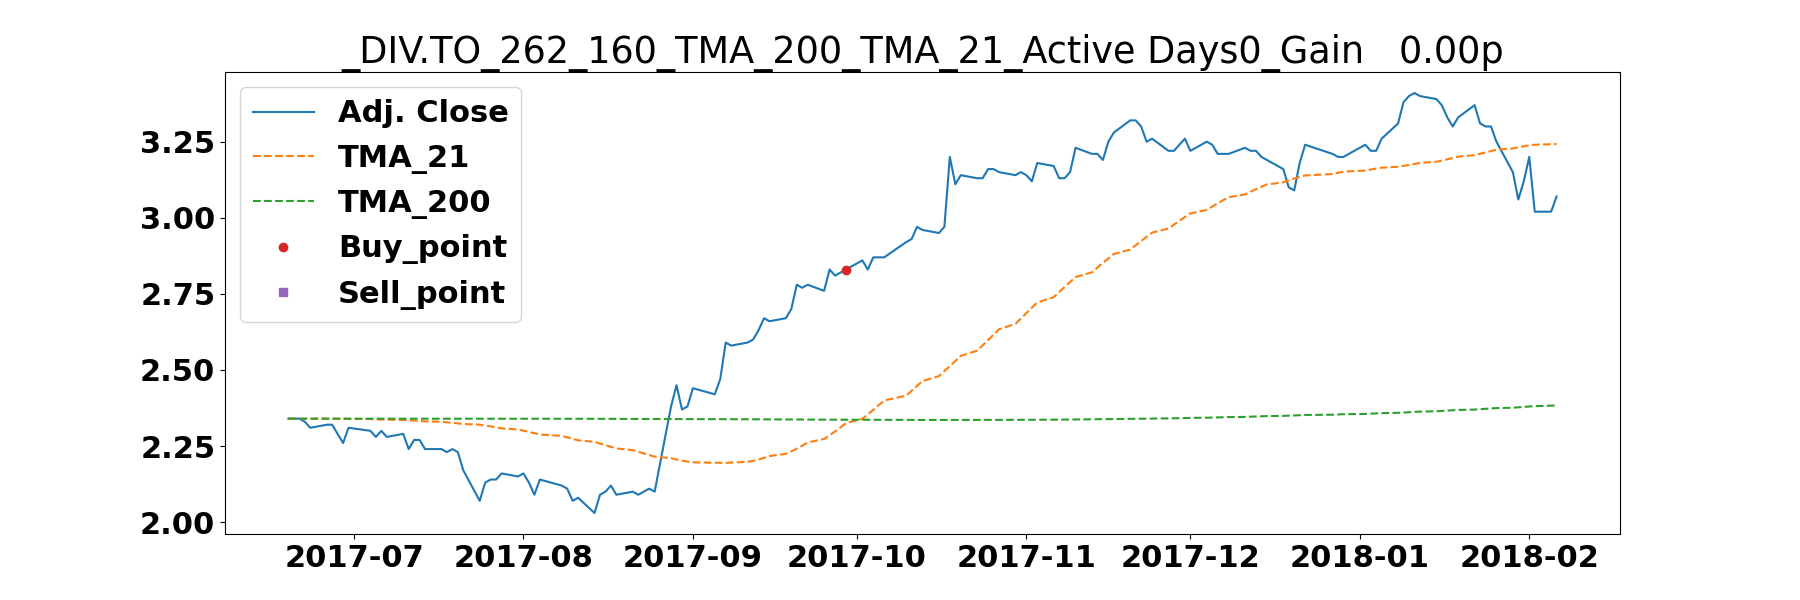 _DIV.TO_262_160_TMA_200_TMA_21_Active Days0_Gain   0.00p
Adj. Close
TMA_21
TMA_200
Buy_point
Sell_point
3.25
3.00
2.75
2.50
2.25
2.00
2017-07 2017-08 2017-09 2017-10 2017-11 2017-12 2018-01 2018-02